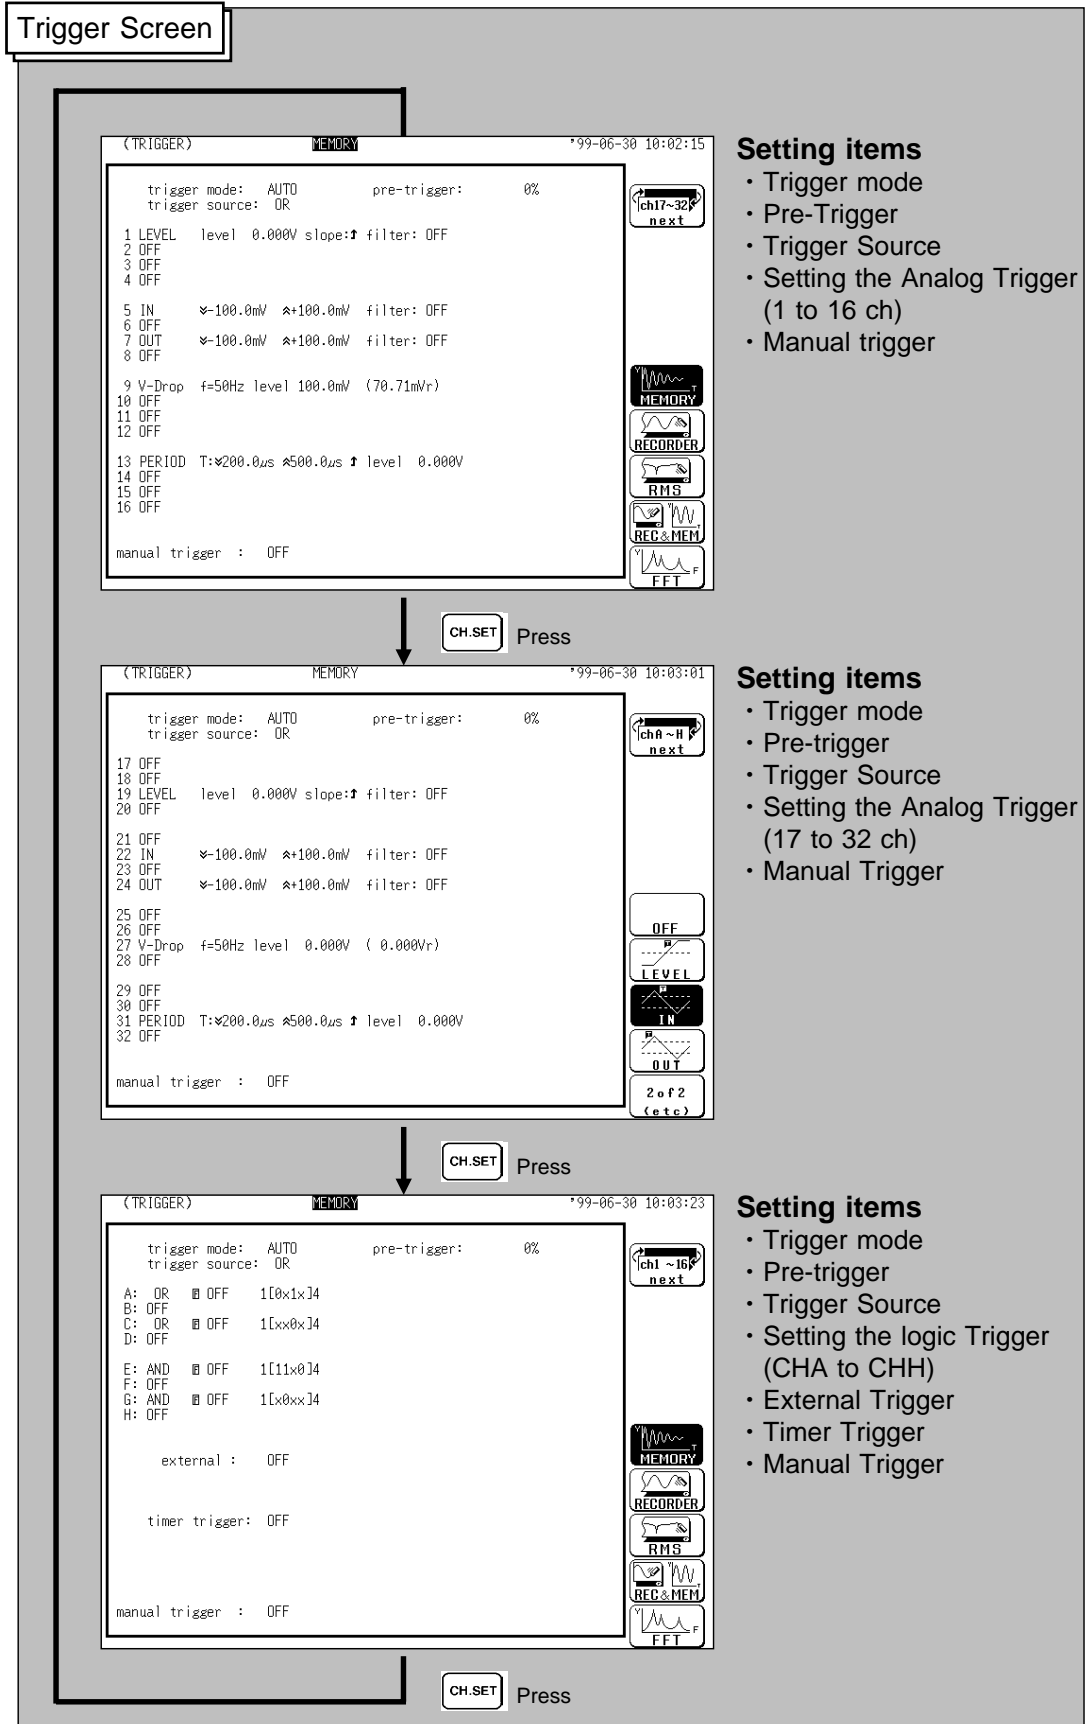 Trigger Screen
(TRIGGER) MEMORY '99-06-30 10:02:15
trigger mode: AUTO pre-trigger: 0%
trigger source: OR
1 LEVEL level 0.000V slope:↑ filter: OFF
2 OFF
3 OFF
4 OFF
5 IN ※-100.0mV ※+100.0mV filter: OFF
6 OFF
7 OUT ※-100.0mV ※+100.0mV filter: OFF
8 OFF
9 V-Drop f=50Hz level 100.0mV (70.71mVr)
10 OFF
11 OFF
12 OFF
13 PERIOD T:※200.0µs ※500.0µs ↑ level 0.000V
14 OFF
15 OFF
16 OFF
manual trigger : OFF
ch17~32
next
MEMORY
RECORDER
RMS
REC&MEM
FFT
Setting items
・Trigger mode
・Pre-Trigger
・Trigger Source
・Setting the Analog Trigger
(1 to 16 ch)
・Manual trigger
CH.SET Press
(TRIGGER) MEMORY '99-06-30 10:03:01
trigger mode: AUTO pre-trigger: 0%
trigger source: OR
17 OFF
18 OFF
19 LEVEL level 0.000V slope:↑ filter: OFF
20 OFF
21 OFF
22 IN ※-100.0mV ※+100.0mV filter: OFF
23 OFF
24 OUT ※-100.0mV ※+100.0mV filter: OFF
25 OFF
26 OFF
27 V-Drop f=50Hz level 0.000V ( 0.000Vr)
28 OFF
29 OFF
30 OFF
31 PERIOD T:※200.0µs ※500.0µs ↑ level 0.000V
32 OFF
manual trigger : OFF
chA~H
next
OFF
LEVEL
IN
OUT
2of2
(etc)
Setting items
・Trigger mode
・Pre-trigger
・Trigger Source
・Setting the Analog Trigger
(17 to 32 ch)
・Manual Trigger
CH.SET Press
(TRIGGER) MEMORY '99-06-30 10:03:23
trigger mode: AUTO pre-trigger: 0%
trigger source: OR
A: OR F OFF 1[0x1x]4
B: OFF
C: OR F OFF 1[xx0x]4
D: OFF
E: AND F OFF 1[11x0]4
F: OFF
G: AND F OFF 1[x0xx]4
H: OFF
external : OFF
timer trigger: OFF
manual trigger : OFF
ch1 ~16
next
MEMORY
RECORDER
RMS
REC&MEM
FFT
Setting items
・Trigger mode
・Pre-trigger
・Trigger Source
・Setting the logic Trigger
(CHA to CHH)
・External Trigger
・Timer Trigger
・Manual Trigger
CH.SET Press